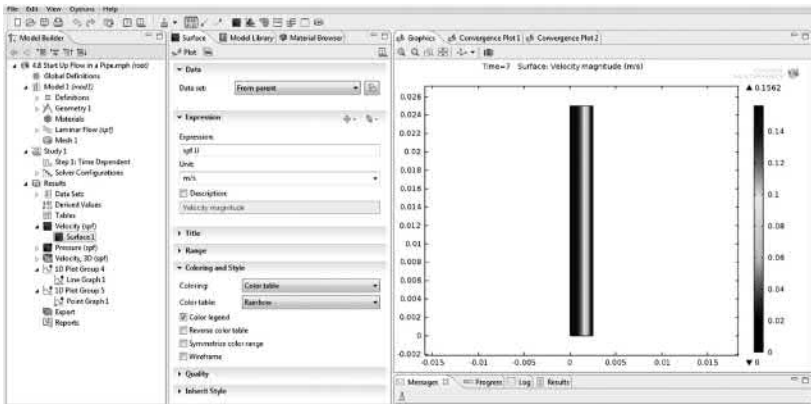 File Edit View Options Help
Model Builder
4.8 Start Up Flow in a Pipe.mph (root)
Global Definitions
Model 1 (mod1)
Definitions
Geometry 1
Materials
Laminar Flow (spf)
Mesh 1
Study 1
Step 1: Time Dependent
Solver Configurations
Results
Data Sets
Derived Values
Tables
Velocity (spf)
Surface 1
Pressure (spf)
Velocity, 3D (spf)
1D Plot Group 4
Line Graph 1
1D Plot Group 5
Point Graph 1
Export
Reports
Surface Model Library Material Browser
Plot
Data
Data set: From parent
Expression
Expression:
spf.U
Unit:
m/s
Description:
Velocity magnitude
Title
Range
Coloring and Style
Coloring: Color table
Color table: Rainbow
Color legend
Reverse color table
Symmetrize color range
Wireframe
Quality
Inherit Style
Graphics Convergence Plot 1 Convergence Plot 2
Time=7 Surface: Velocity magnitude (m/s)
▲ 0.1562
0.026
0.024
0.022
0.02
0.018
0.016
0.014
0.012
0.01
0.008
0.006
0.004
0.002
0
-0.002
-0.015 -0.01 -0.005 0 0.005 0.01 0.015
0.14
0.12
0.1
0.08
0.06
0.04
0.02
0
▼ 0
Messages Progress Log Results